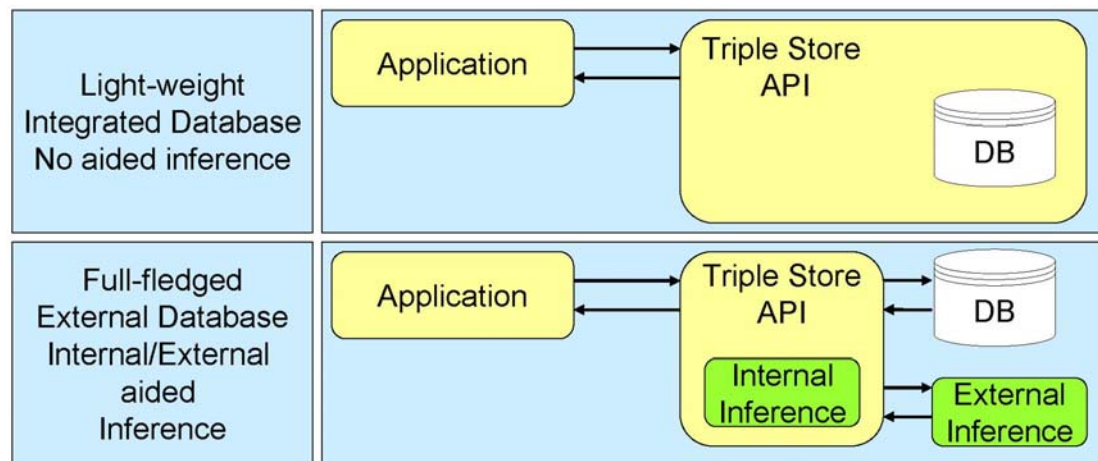 Light-weight
Integrated Database
No aided inference
Application
Triple Store
API
DB
Full-fledged
External Database
Internal/External
aided
Inference
Application
Triple Store
API
DB
Internal
Inference
External
Inference